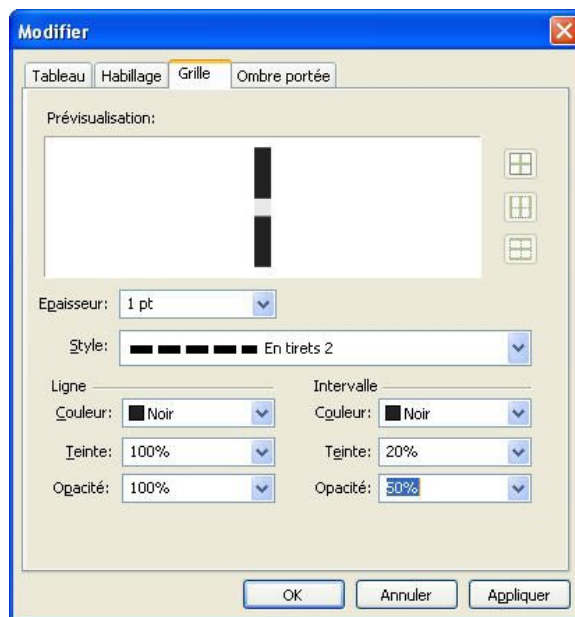 Modifier
Tableau Habillage Grille Ombre portée
Prévisualisation:
Epaisseur: 1 pt
Style: En tirets 2
Ligne Intervalle
Couleur: Noir Couleur: Noir
Teinte: 100% Teinte: 20%
Opacité: 100% Opacité: 50%
OK Annuler Appliquer